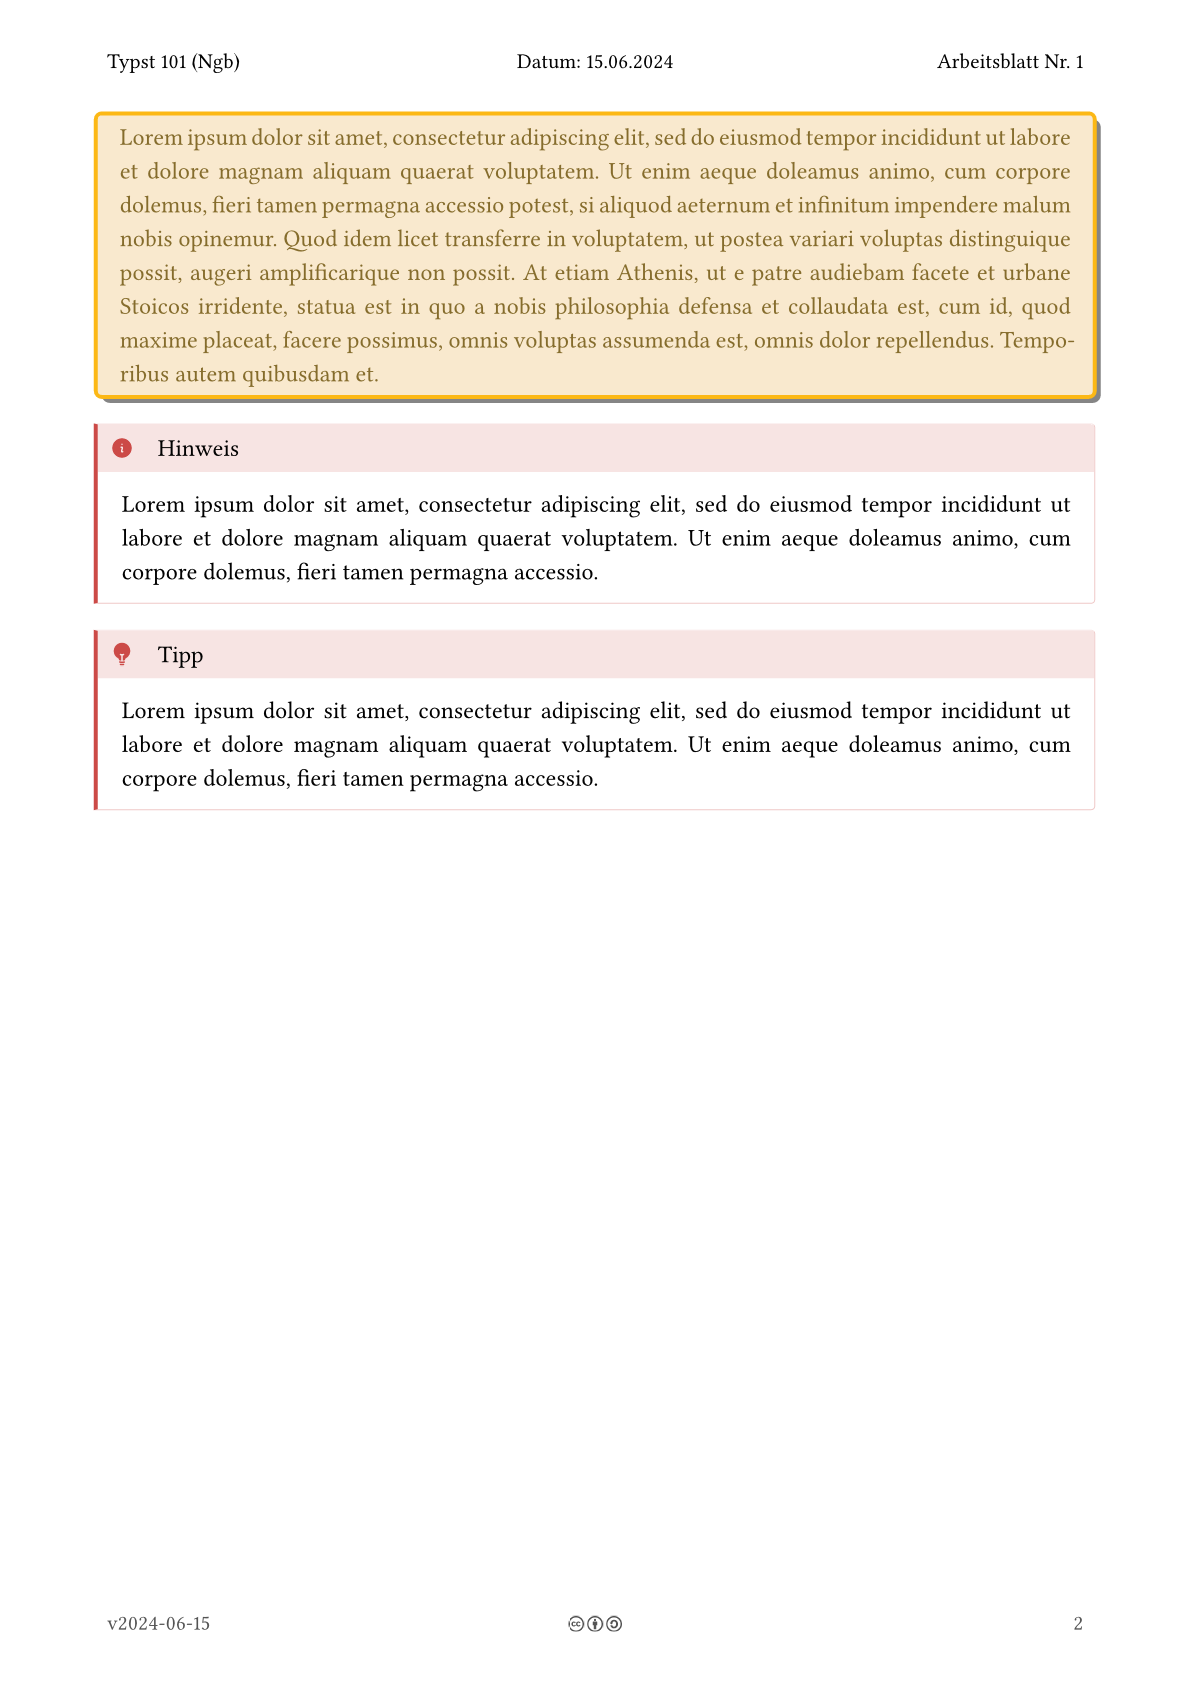 Typst 101 (Ngb) Datum: 15.06.2024 Arbeitsblatt Nr. 1
Lorem ipsum dolor sit amet, consectetur adipiscing elit, sed do eiusmod tempor incididunt ut labore
et dolore magnam aliquam quaerat voluptatem. Ut enim aeque doleamus animo, cum corpore
dolemus, fieri tamen permagna accessio potest, si aliquod aeternum et infinitum impendere malum
nobis opinemur. Quod idem licet transferre in voluptatem, ut postea variari voluptas distinguique
possit, augeri amplificarique non possit. At etiam Athenis, ut e patre audiebam facete et urbane
Stoicos irridente, statua est in quo a nobis philosophia defensa et collaudata est, cum id, quod
maxime placeat, facere possimus, omnis voluptas assumenda est, omnis dolor repellendus. Tempo-
ribus autem quibusdam et.
Hinweis
Lorem ipsum dolor sit amet, consectetur adipiscing elit, sed do eiusmod tempor incididunt ut
labore et dolore magnam aliquam quaerat voluptatem. Ut enim aeque doleamus animo, cum
corpore dolemus, fieri tamen permagna accessio.
Tipp
Lorem ipsum dolor sit amet, consectetur adipiscing elit, sed do eiusmod tempor incididunt ut
labore et dolore magnam aliquam quaerat voluptatem. Ut enim aeque doleamus animo, cum
corpore dolemus, fieri tamen permagna accessio.
v2024-06-15 cc 2